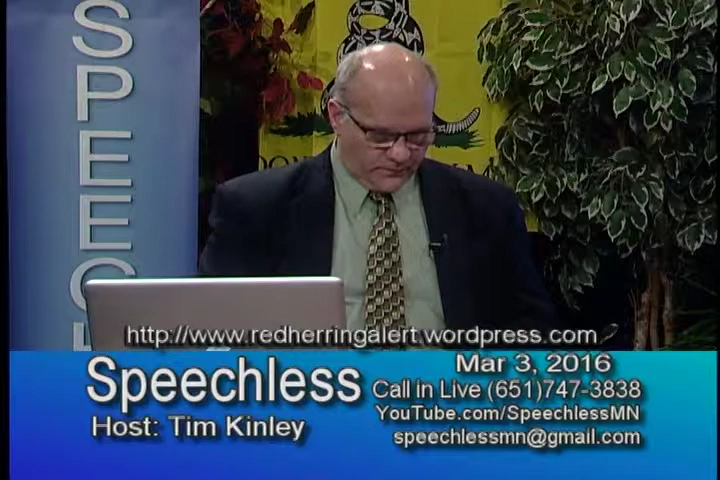 SPEECH
http://www.redherringalert.wordpress.com
Speechless
Host: Tim Kinley
Mar 3, 2016
Call in Live (651)747-3838
YouTube.com/SpeechlessMN
speechlessmn@gmail.com